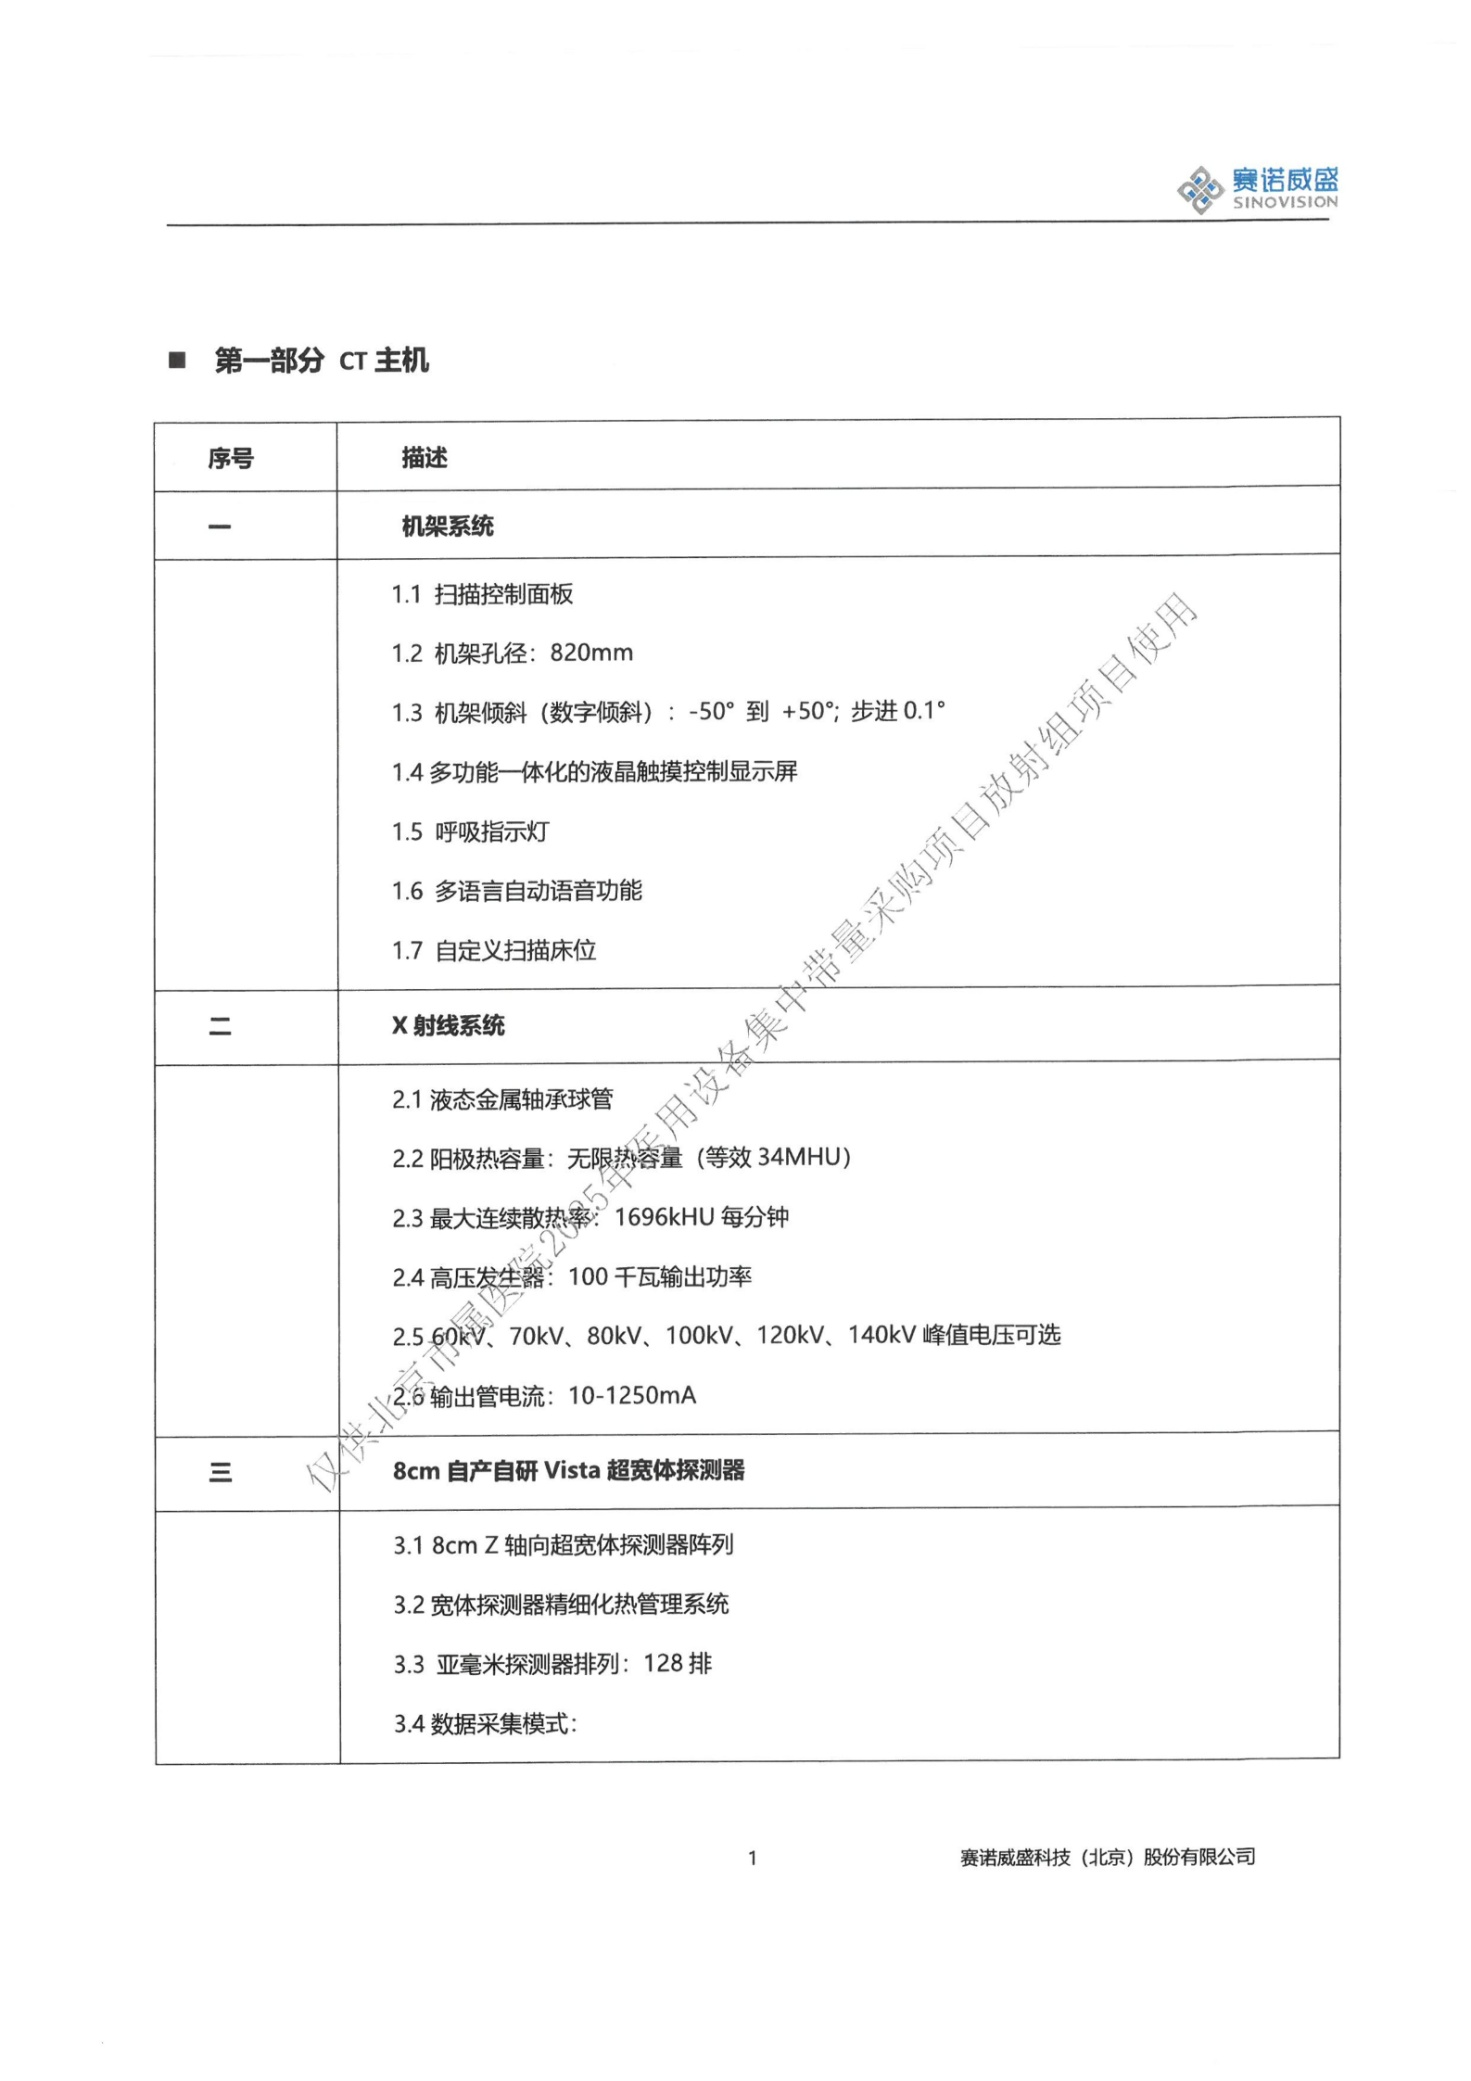 赛诺威盛
SINOVISION
■ 第一部分 CT 主机
序号 描述
一 机架系统
1.1 扫描控制面板
1.2 机架孔径：820mm
1.3 机架倾斜（数字倾斜）：-50° 到 +50°; 步进 0.1°
1.4 多功能一体化的液晶触摸控制显示屏
1.5 呼吸指示灯
1.6 多语言自动语音功能
1.7 自定义扫描床位
二 X 射线系统
2.1 液态金属轴承球管
2.2 阳极热容量：无限热容量（等效 34MHU）
2.3 最大连续散热率：1696kHU 每分钟
2.4 高压发生器：100 千瓦输出功率
2.5 60kV、70kV、80kV、100kV、120kV、140kV 峰值电压可选
2.6 输出管电流：10-1250mA
三 8cm 自产自研 Vista 超宽体探测器
3.1 8cm Z 轴向超宽体探测器阵列
3.2 宽体探测器精细化热管理系统
3.3 亚毫米探测器排列：128 排
3.4 数据采集模式：
仅供北京市属医院2025年医用设备集中带量采购项目放射组项目使用
1 赛诺威盛科技（北京）股份有限公司